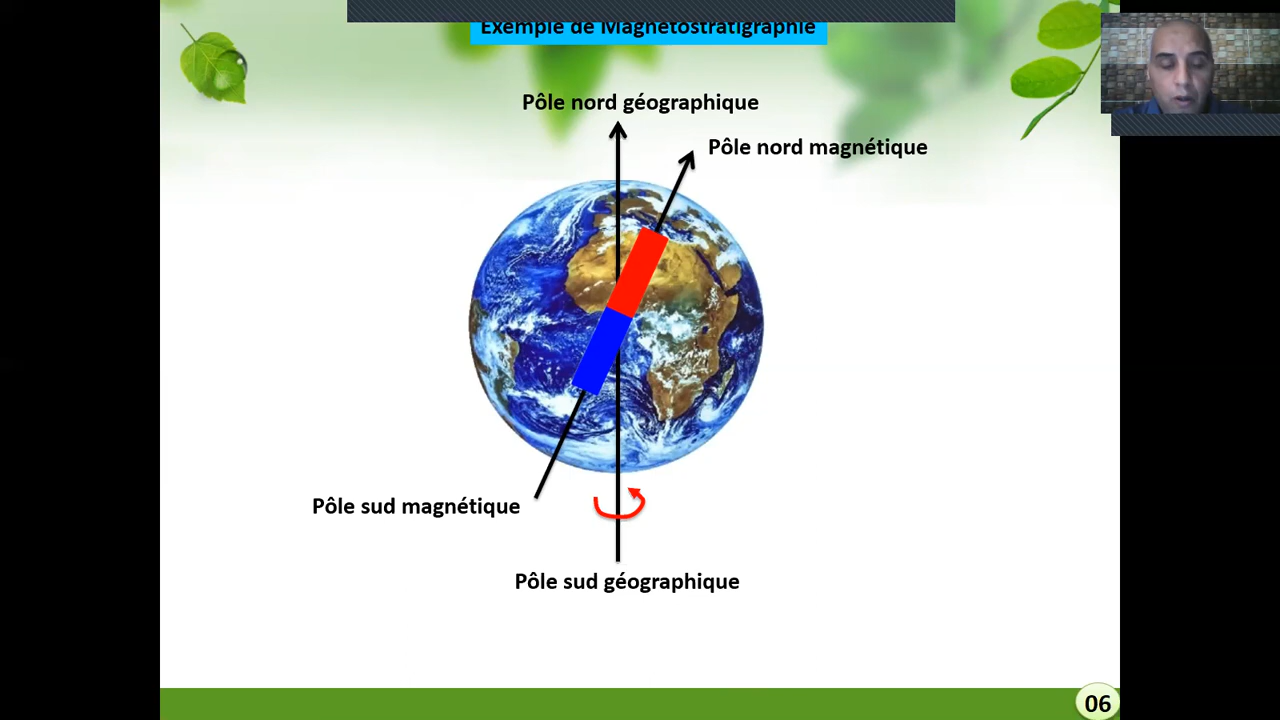 Exemple de Magnétostratigraphie
Pôle nord géographique
Pôle nord magnétique
Pôle sud magnétique
Pôle sud géographique
06